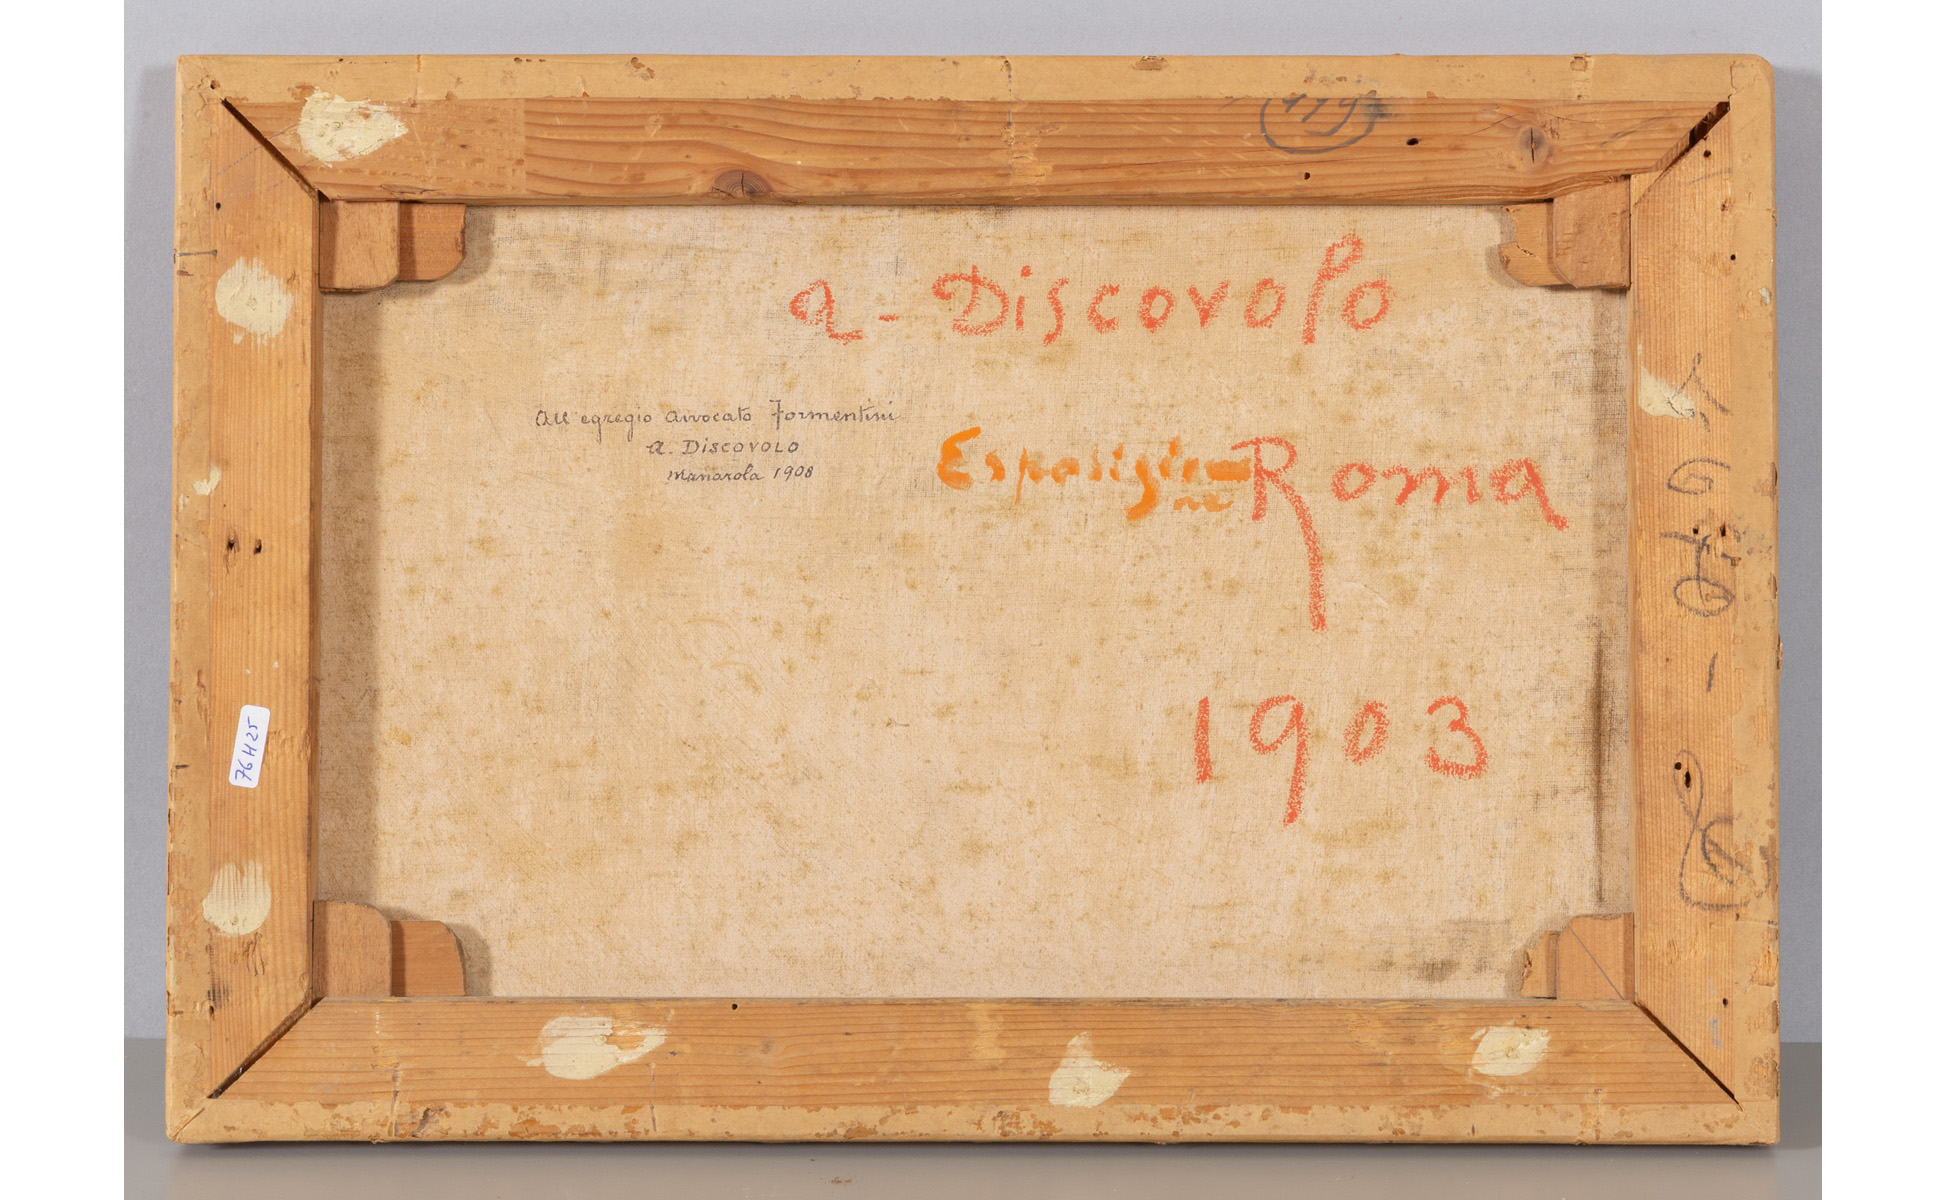 a - Discovolo
All'egregio avvocato Formentini
a. DISCOVOLO
Manarola 1908
Esposizione Roma
1903
76H25